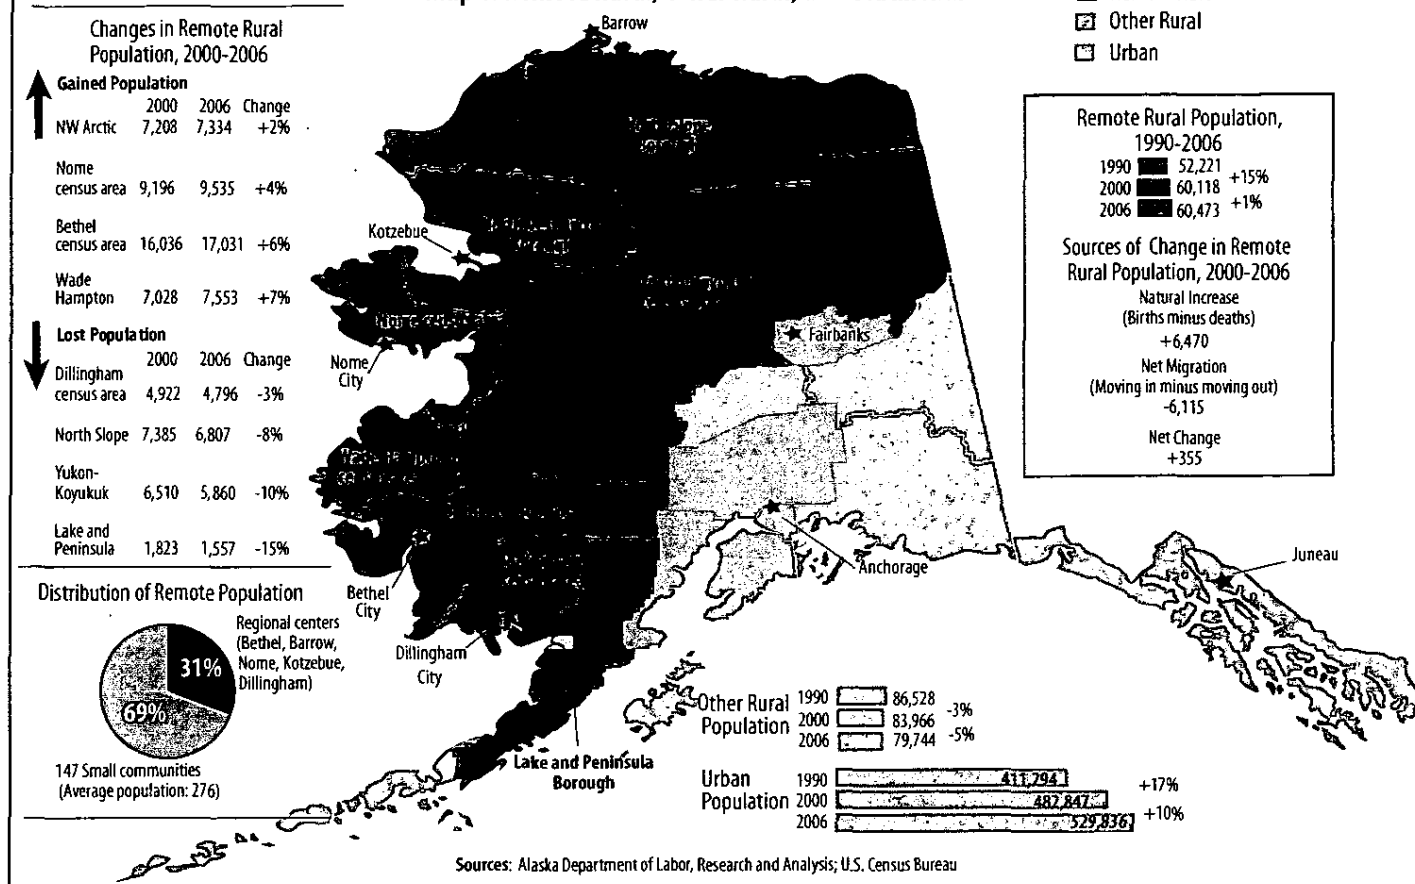 Other Rural
Urban
Changes in Remote Rural
Population, 2000-2006
Gained Population
2000 2006 Change
NW Arctic 7,208 7,334 +2%
Nome
census area 9,196 9,535 +4%
Bethel
census area 16,036 17,031 +6%
Wade
Hampton 7,028 7,553 +7%
Lost Population
2000 2006 Change
Dillingham
census area 4,922 4,796 -3%
North Slope 7,385 6,807 -8%
Yukon-
Koyukuk 6,510 5,860 -10%
Lake and
Peninsula 1,823 1,557 -15%
Distribution of Remote Population
Regional centers
(Bethel, Barrow,
Nome, Kotzebue,
Dillingham)
31%
69%
147 Small communities
(Average population: 276)
Barrow
Kotzebue
Nome census area
Nome
City
Fairbanks
Bethel
City
Dillingham
City
Anchorage
Juneau
Lake and Peninsula
Borough
Remote Rural Population,
1990-2006
1990 52,221
+15%
2000 60,118
+1%
2006 60,473
Sources of Change in Remote
Rural Population, 2000-2006
Natural Increase
(Births minus deaths)
+6,470
Net Migration
(Moving in minus moving out)
-6,115
Net Change
+355
Other Rural
Population
1990 86,528
-3%
2000 83,966
-5%
2006 79,744
Urban
Population
1990 411,294
+17%
2000 482,847
+10%
2006 529,836
Sources: Alaska Department of Labor, Research and Analysis; U.S. Census Bureau